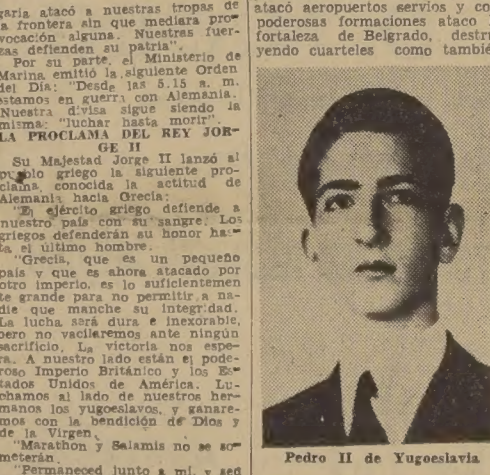 garia atacó a nuestras tropas de
la frontera sin que mediara pro-
vocación alguna. Nuestras fuer-
zas defienden su patria".
Por su parte, el Ministerio de
Marina emitió la siguiente Orden
del Día: "Desde las 5.15 a. m.
estamos en guerra con Alemania.
Nuestra divisa sigue siendo la
misma: "luchar hasta morir".
LA PROCLAMA DEL REY JOR-
GE II
Su Majestad Jorge II lanzó al
pueblo griego la siguiente pro-
clama, conocida la actitud de
Alemania hacia Grecia:
"El ejército griego defiende a
nuestro país con su sangre. Los
griegos defenderán su honor has-
ta el último hombre.
"Grecia, que es un pequeño
país y que es ahora atacado por
otro imperio, es lo suficientemen
te grande para no permitir a na-
die que manche su integridad.
La lucha será dura e inexorable,
pero no vacilaremos ante ningún
sacrificio. La victoria nos espe-
ra. A nuestro lado están el pode-
roso Imperio Británico y los Es-
tados Unidos de América. Lu-
chamos al lado de nuestros her-
manos los yugoeslavos, y ganare-
mos con la bendición de Dios y
de la Virgen.
"Marathon y Salamis no se so-
meterán.
"Permaneced junto a mí, y sed
atacó aeropuertos servios y con
poderosas formaciones atacó l
fortaleza de Belgrado, destru
yendo cuarteles como tambié
Pedro II de Yugoeslavia